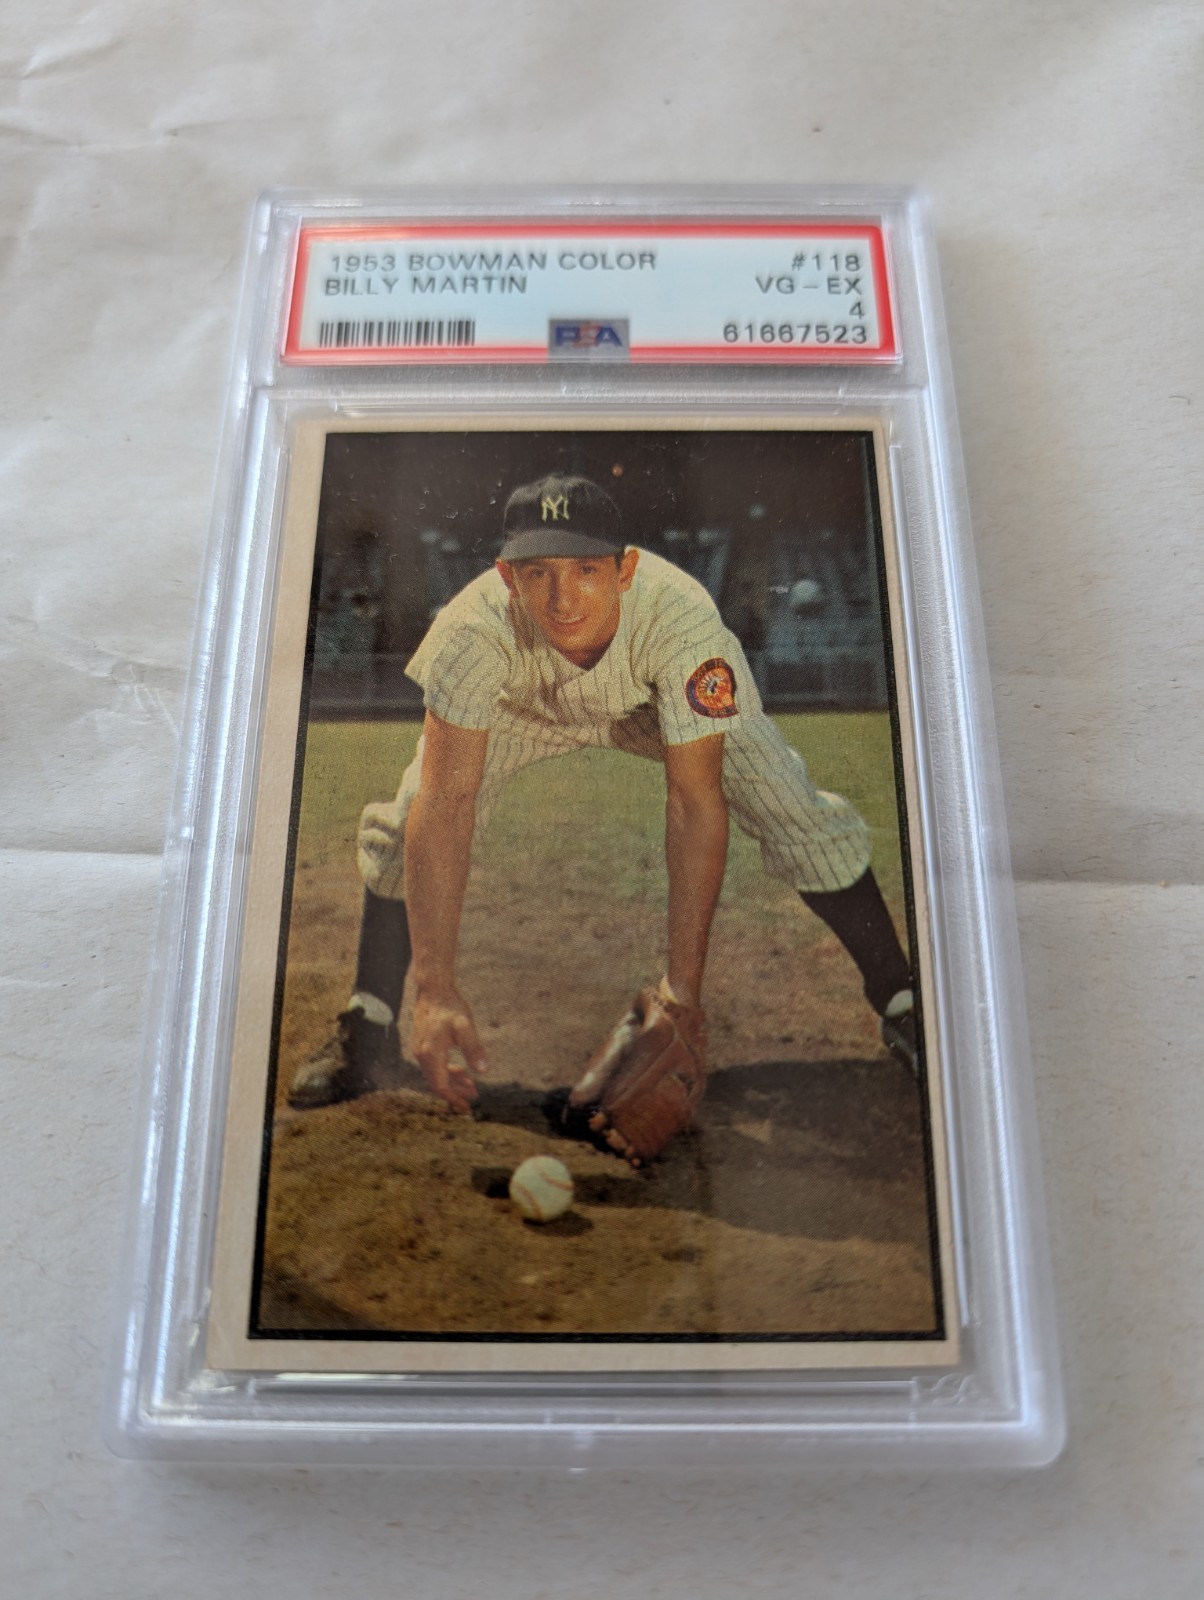 1953 BOWMAN COLOR #118
BILLY MARTIN VG - EX
4
PSA 61667523
NY